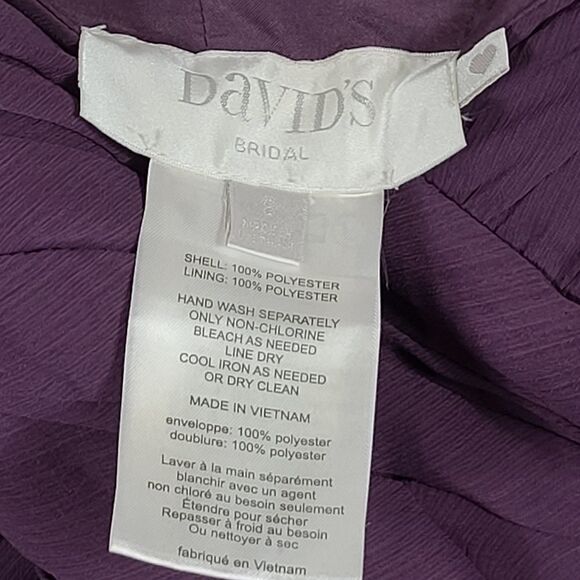 DaVID'S
BRIDAL
SHELL: 100% POLYESTER
LINING: 100% POLYESTER
HAND WASH SEPARATELY
ONLY NON-CHLORINE
BLEACH AS NEEDED
LINE DRY
COOL IRON AS NEEDED
OR DRY CLEAN
MADE IN VIETNAM
enveloppe: 100% polyester
doublure: 100% polyester
Laver à la main séparément
blanchir avec un agent
non chloré au besoin seulement
Étendre pour sécher
Repasser à froid au besoin
Ou nettoyer à sec
fabriqué en Vietnam